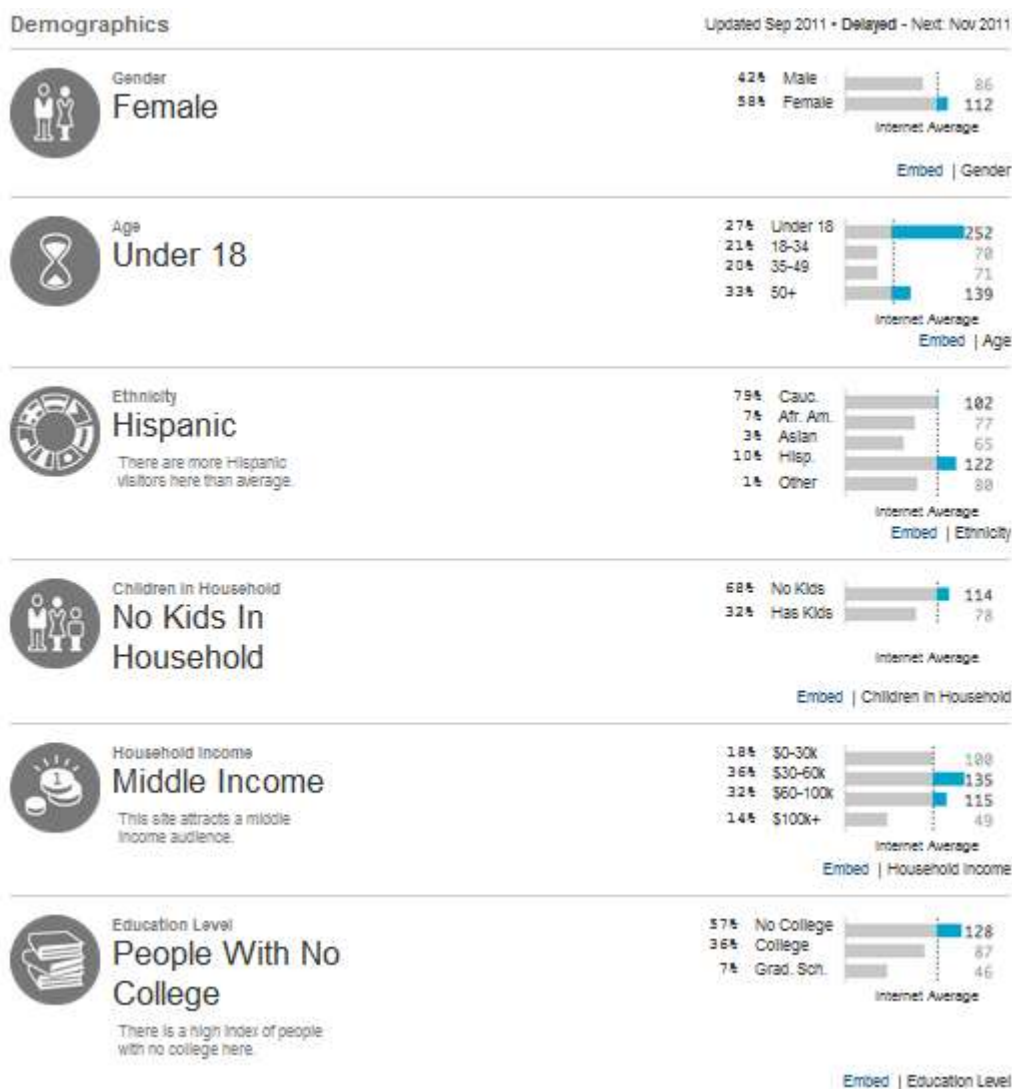 Demographics
Updated Sep 2011 • Delayed - Next: Nov 2011
Gender
Female
42% Male 86
58% Female 112
Internet Average
Embed | Gender
Age
Under 18
27% Under 18 252
21% 18-34 70
20% 35-49 71
33% 50+ 139
Internet Average
Embed | Age
Ethnicity
Hispanic
There are more Hispanic
visitors here than average.
79% Cauc. 102
7% Afr. Am. 77
3% Asian 65
10% Hisp. 122
1% Other 80
Internet Average
Embed | Ethnicity
Children in Household
No Kids In
Household
68% No Kids 114
32% Has Kids 78
Internet Average
Embed | Children in Household
Household Income
Middle Income
This site attracts a middle
income audience.
18% $0-30k 100
36% $30-60k 135
32% $60-100k 115
14% $100k+ 49
Internet Average
Embed | Household Income
Education Level
People With No
College
There is a high index of people
with no college here.
57% No College 128
36% College 87
7% Grad. Sch. 46
Internet Average
Embed | Education Level